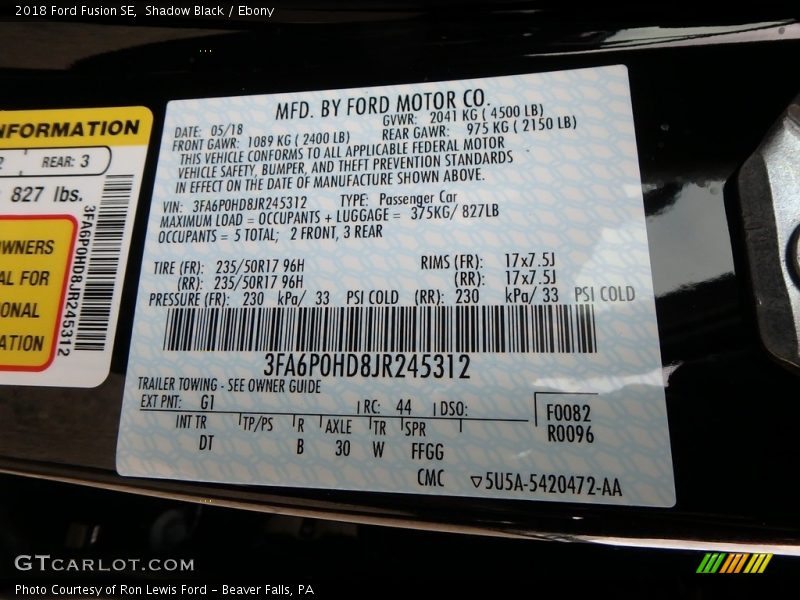 2018 Ford Fusion SE, Shadow Black / Ebony
NFORMATION
2 REAR: 3
827 lbs.
3FA6P0HD8JR245312
WNERS
AL FOR
ONAL
ATION
MFD. BY FORD MOTOR CO.
DATE: 05/18 GVWR: 2041 KG ( 4500 LB)
FRONT GAWR: 1089 KG ( 2400 LB) REAR GAWR: 975 KG ( 2150 LB)
THIS VEHICLE CONFORMS TO ALL APPLICABLE FEDERAL MOTOR
VEHICLE SAFETY, BUMPER, AND THEFT PREVENTION STANDARDS
IN EFFECT ON THE DATE OF MANUFACTURE SHOWN ABOVE.
VIN: 3FA6P0HD8JR245312 TYPE: Passenger Car
MAXIMUM LOAD = OCCUPANTS + LUGGAGE = 375KG/ 827LB
OCCUPANTS = 5 TOTAL; 2 FRONT, 3 REAR
TIRE (FR): 235/50R17 96H RIMS (FR): 17x7.5J
(RR): 235/50R17 96H (RR): 17x7.5J
PRESSURE (FR): 230 kPa/ 33 PSI COLD (RR): 230 kPa/ 33 PSI COLD
3FA6P0HD8JR245312
TRAILER TOWING - SEE OWNER GUIDE
EXT PNT: G1 RC: 44 DSO: F0082
INT TR TP/PS R AXLE TR SPR R0096
DT B 30 W FFGG
CMC ▽5U5A-5420472-AA
GTCARLOT.COM
Photo Courtesy of Ron Lewis Ford - Beaver Falls, PA